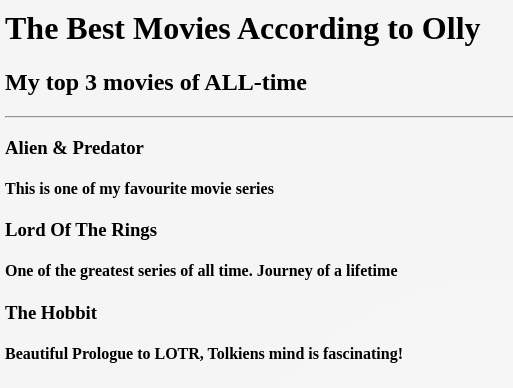 The Best Movies According to Olly
My top 3 movies of ALL-time
Alien & Predator
This is one of my favourite movie series
Lord Of The Rings
One of the greatest series of all time. Journey of a lifetime
The Hobbit
Beautiful Prologue to LOTR, Tolkiens mind is fascinating!